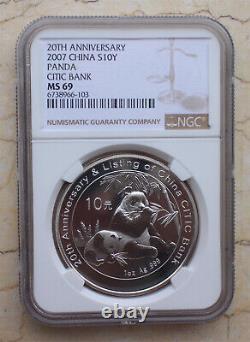 20TH ANNIVERSARY
2007 CHINA S10Y
PANDA
CITIC BANK
MS 69
6738966-103
NUMISMATIC GUARANTY COMPANY
NGC
20th Anniversary & Listing of China CITIC Bank
10元
1oz Ag .999